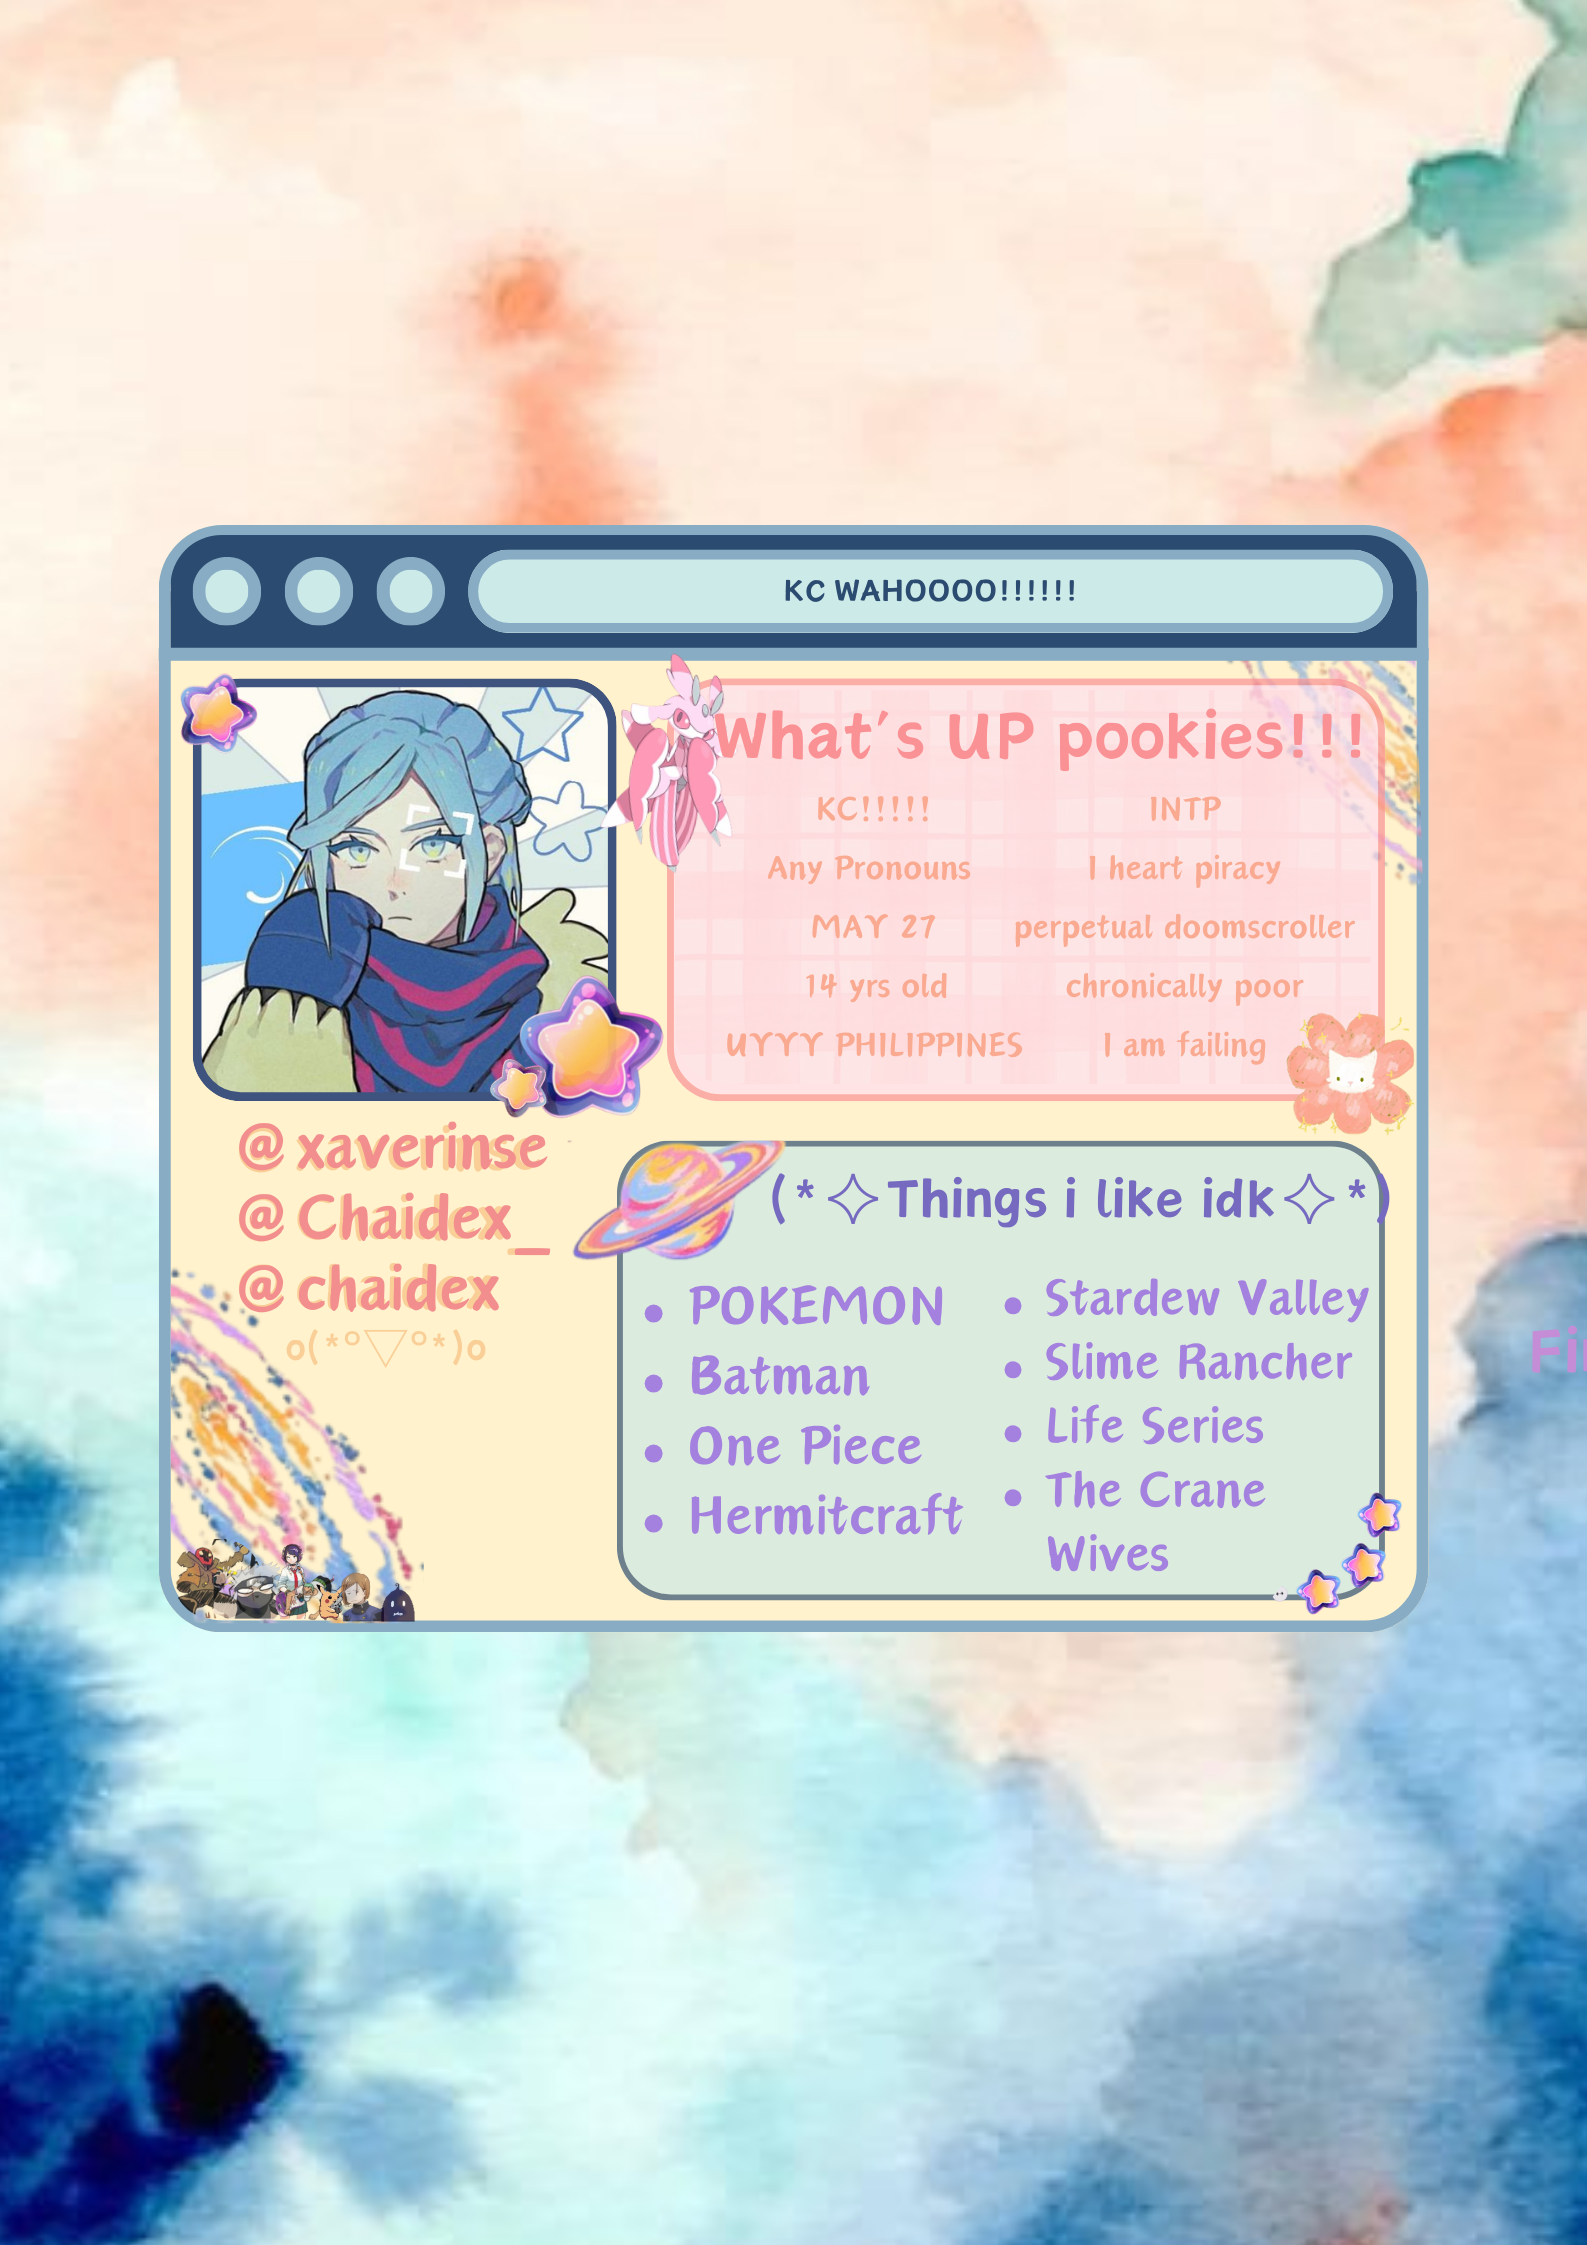 KC WAHOOOO!!!!!!
What's UP pookies!!!
KC!!!!!
Any Pronouns
MAY 27
14 yrs old
UYYY PHILIPPINES
INTP
I heart piracy
perpetual doomscroller
chronically poor
I am failing
@xaverinse
@Chaidex_
@chaidex
o(*°▽°*)o
(*✧Things i like idk✧*)
• POKEMON
• Batman
• One Piece
• Hermitcraft
• Stardew Valley
• Slime Rancher
• Life Series
• The Crane
Wives